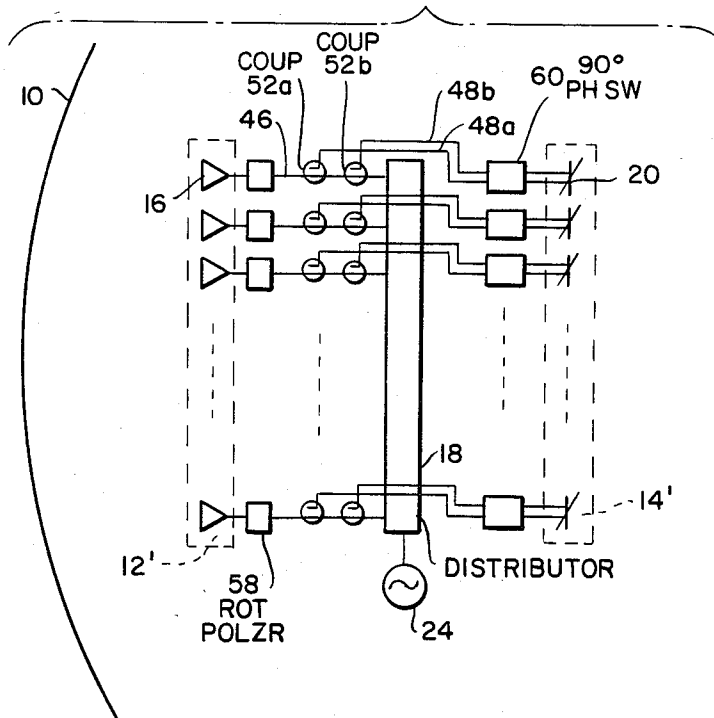 10
COUP
52a
COUP
52b
46
48b
48a
60
90°
PH SW
16
20
18
12'
14'
58
ROT
POLZR
DISTRIBUTOR
24